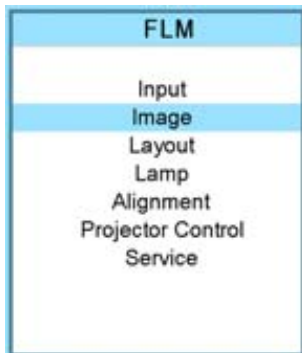 FLM
Input
Image
Layout
Lamp
Alignment
Projector Control
Service